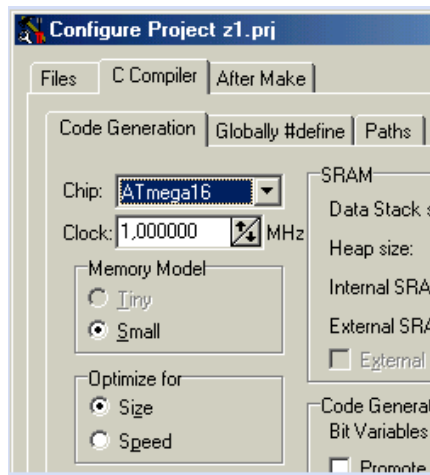 Configure Project z1.prj
Files C Compiler After Make
Code Generation Globally #define Paths
Chip: ATmega16
Clock: 1,000000 MHz
Memory Model
Tiny
Small
Optimize for
Size
Speed
SRAM
Data Stack
Heap size:
Internal SRA
External SRA
External
Code Generat
Bit Variables
Promote